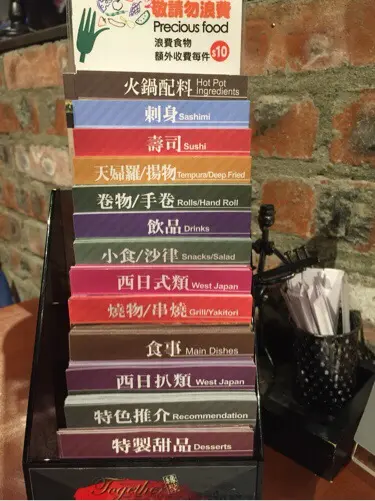 敬請勿浪費
Precious food
浪費食物
額外收費每件 $10
火鍋配料 Hot Pot Ingredients
刺身 Sashimi
壽司 Sushi
天婦羅/揚物 Tempura/Deep Fried
卷物/手卷 Rolls/Hand Roll
飲品 Drinks
小食/沙律 Snacks/Salad
西日式類 West Japan
燒物/串燒 Grill/Yakitori
食事 Main Dishes
西日扒類 West Japan
特色推介 Recommendation
特製甜品 Desserts
Together